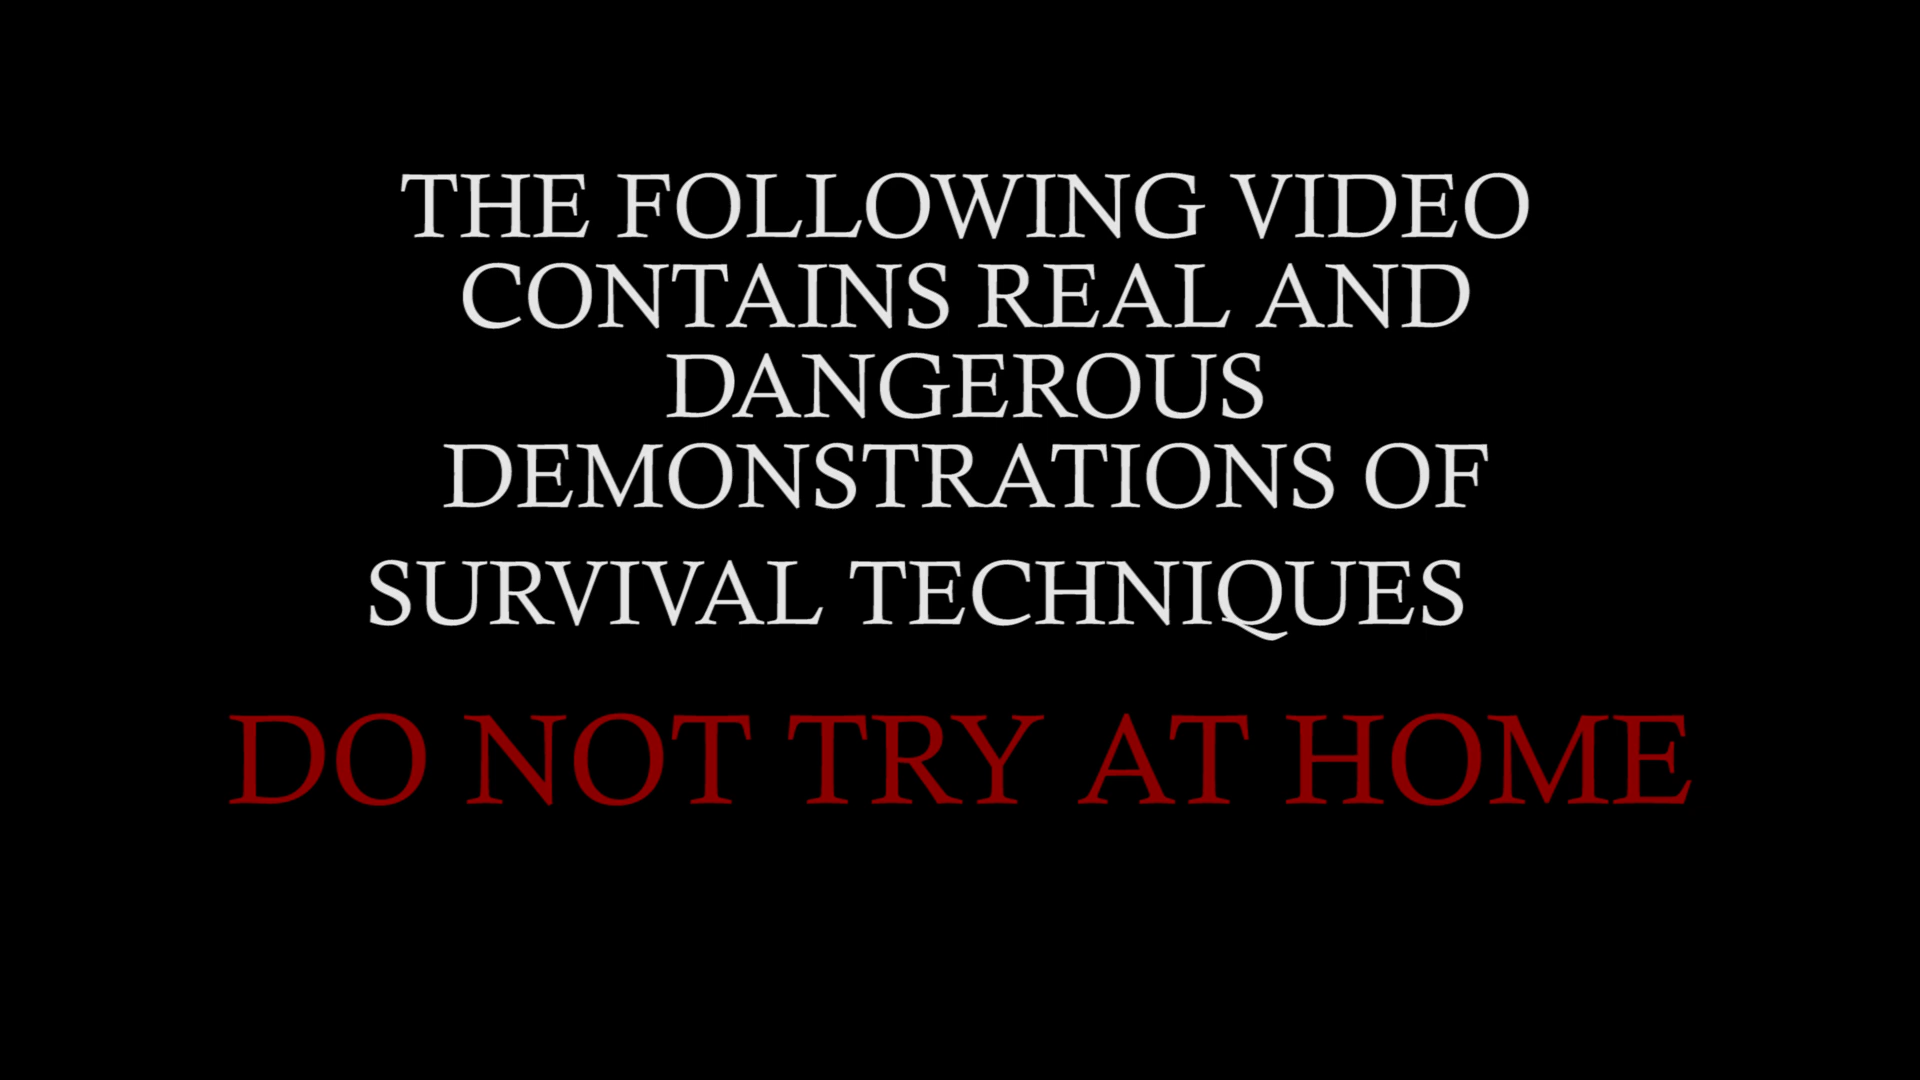 THE FOLLOWING VIDEO
CONTAINS REAL AND
DANGEROUS
DEMONSTRATIONS OF
SURVIVAL TECHNIQUES
DO NOT TRY AT HOME